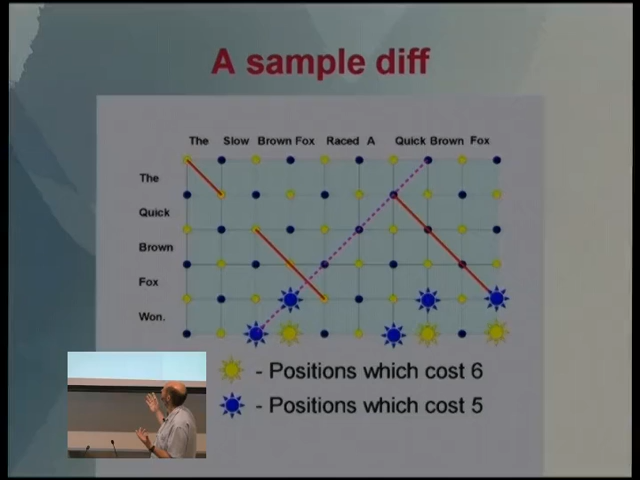 A sample diff
The Slow Brown Fox Raced A Quick Brown Fox
The
Quick
Brown
Fox
Won.
- Positions which cost 6
- Positions which cost 5